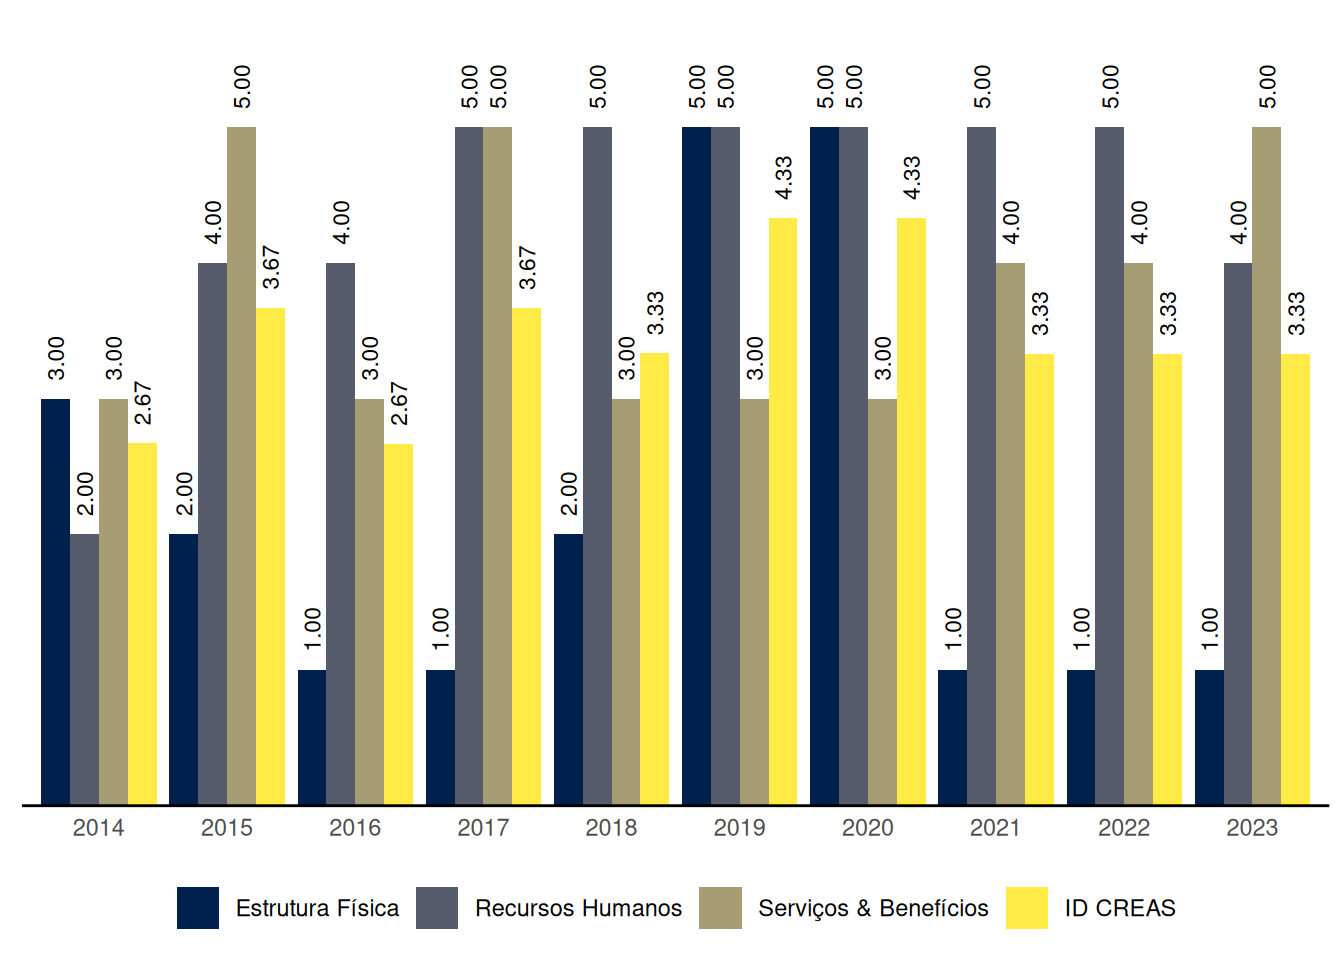 5.00 5.00 5.00 5.00 5.00 5.00 5.00 5.00 5.00 5.00 5.00
4.33 4.33
4.00 4.00 4.00 4.00 4.00
3.67 3.67
3.33 3.33 3.33 3.33
3.00 3.00 3.00 3.00 3.00 3.00
2.67 2.67
2.00 2.00 2.00
1.00 1.00 1.00 1.00 1.00
2014 2015 2016 2017 2018 2019 2020 2021 2022 2023
Estrutura Física Recursos Humanos Serviços & Benefícios ID CREAS